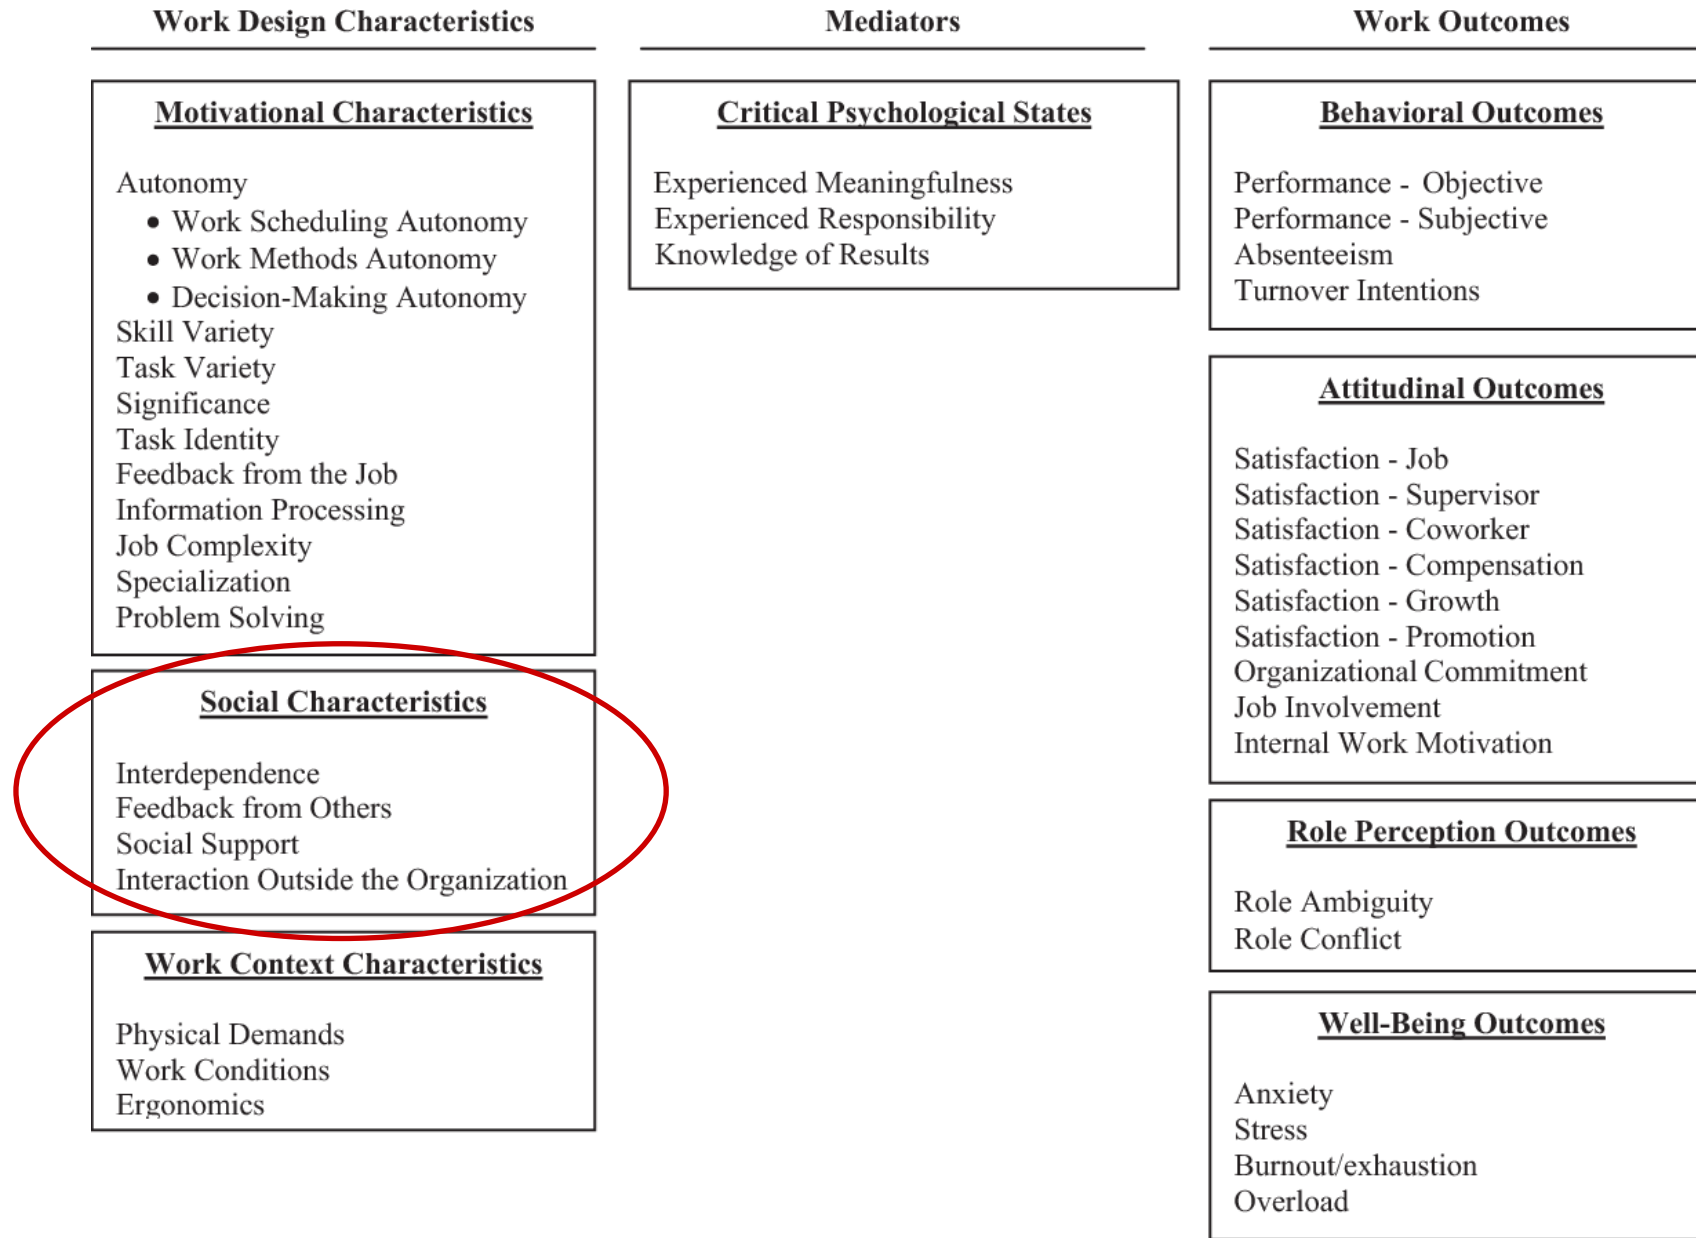 Work Design Characteristics
Motivational Characteristics
Autonomy
• Work Scheduling Autonomy
• Work Methods Autonomy
• Decision-Making Autonomy
Skill Variety
Task Variety
Significance
Task Identity
Feedback from the Job
Information Processing
Job Complexity
Specialization
Problem Solving
Social Characteristics
Interdependence
Feedback from Others
Social Support
Interaction Outside the Organization
Work Context Characteristics
Physical Demands
Work Conditions
Ergonomics
Mediators
Critical Psychological States
Experienced Meaningfulness
Experienced Responsibility
Knowledge of Results
Work Outcomes
Behavioral Outcomes
Performance - Objective
Performance - Subjective
Absenteeism
Turnover Intentions
Attitudinal Outcomes
Satisfaction - Job
Satisfaction - Supervisor
Satisfaction - Coworker
Satisfaction - Compensation
Satisfaction - Growth
Satisfaction - Promotion
Organizational Commitment
Job Involvement
Internal Work Motivation
Role Perception Outcomes
Role Ambiguity
Role Conflict
Well-Being Outcomes
Anxiety
Stress
Burnout/exhaustion
Overload